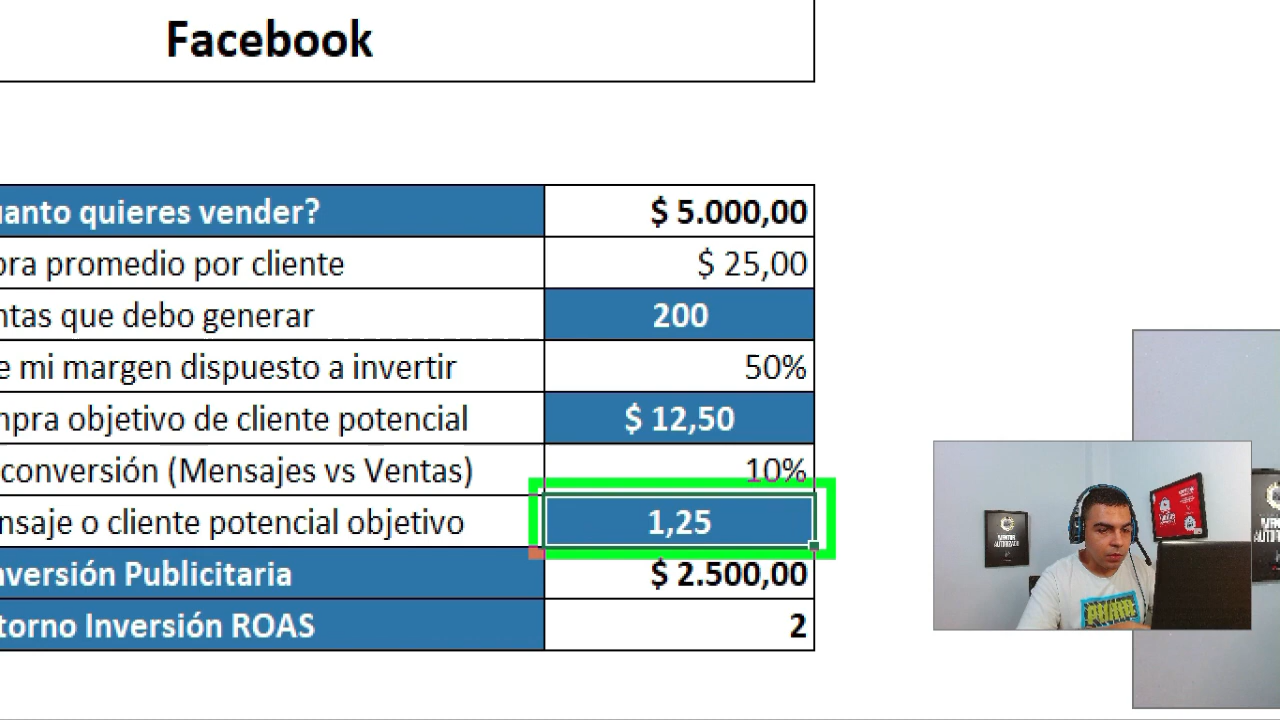 Facebook
uanto quieres vender? $ 5.000,00
ora promedio por cliente $ 25,00
ntas que debo generar 200
e mi margen dispuesto a invertir 50%
mpra objetivo de cliente potencial $ 12,50
conversión (Mensajes vs Ventas) 10%
nsaje o cliente potencial objetivo 1,25
nversión Publicitaria $ 2.500,00
torno Inversión ROAS 2